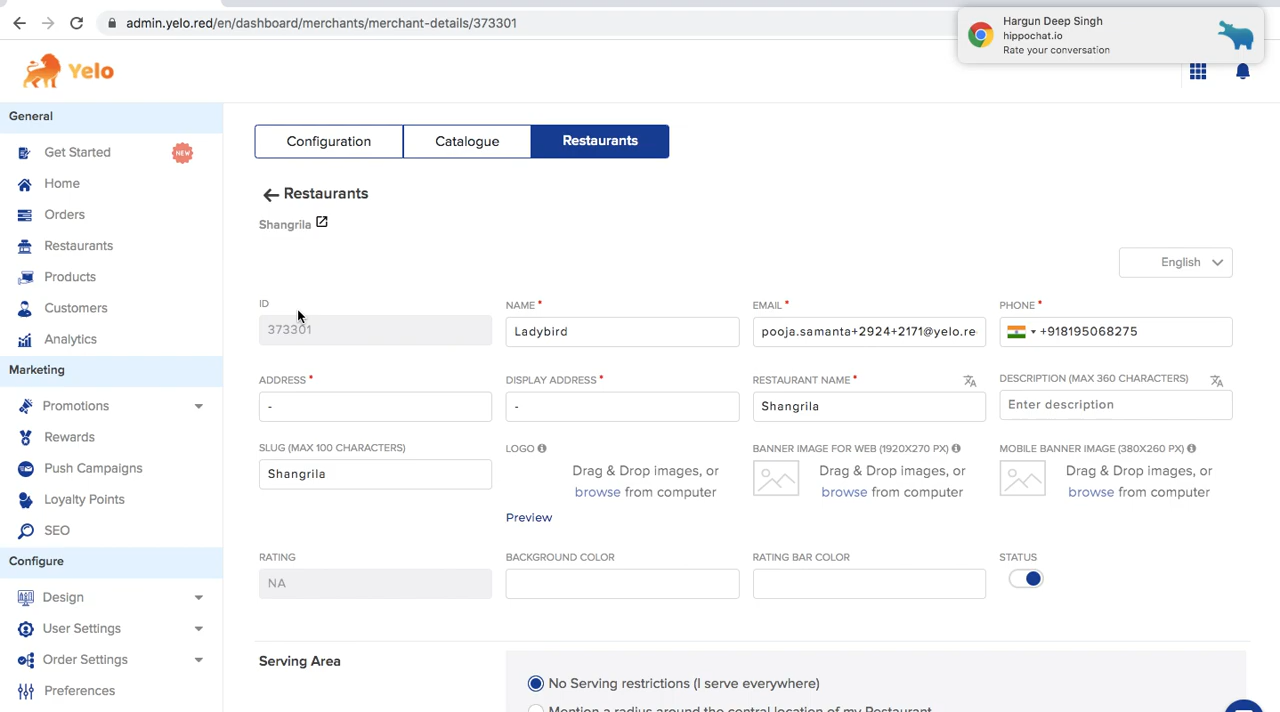 admin.yelo.red/en/dashboard/merchants/merchant-details/373301
Hargun Deep Singh
hippochat.io
Rate your conversation
Yelo
General
Get Started NEW
Home
Orders
Restaurants
Products
Customers
Analytics
Marketing
Promotions
Rewards
Push Campaigns
Loyalty Points
SEO
Configure
Design
User Settings
Order Settings
Preferences
Configuration Catalogue Restaurants
Restaurants
Shangrila
English
ID NAME * EMAIL * PHONE *
373301 Ladybird pooja.samanta+2924+2171@yelo.re +918195068275
ADDRESS * DISPLAY ADDRESS * RESTAURANT NAME * DESCRIPTION (MAX 360 CHARACTERS)
- - Shangrila Enter description
SLUG (MAX 100 CHARACTERS) LOGO BANNER IMAGE FOR WEB (1920X270 PX) MOBILE BANNER IMAGE (380X260 PX)
Shangrila Drag & Drop images, or Drag & Drop images, or Drag & Drop images, or
browse from computer browse from computer browse from computer
Preview
RATING BACKGROUND COLOR RATING BAR COLOR STATUS
NA
Serving Area No Serving restrictions (I serve everywhere)
Mention a radius around the central location of my Restaurant